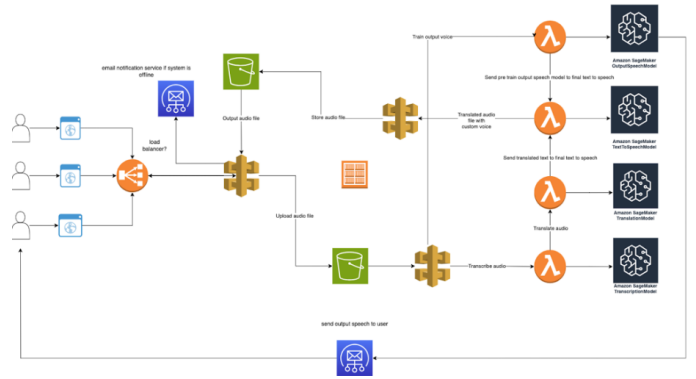 Train output voice
Amazon SageMaker
OutputSpeechModel
email notification service if system is
offline
Send pre train output speech model to final text to speech
Output audio file
Store audio file
Translated audio
file with
custom voice
Amazon SageMaker
TextToSpeechModel
load
balancer?
Send translated text to final text to speech
Amazon SageMaker
TranslationModel
Upload audio file
Translate audio
Transcribe audio
Amazon SageMaker
TranscriptionModel
send output speech to user